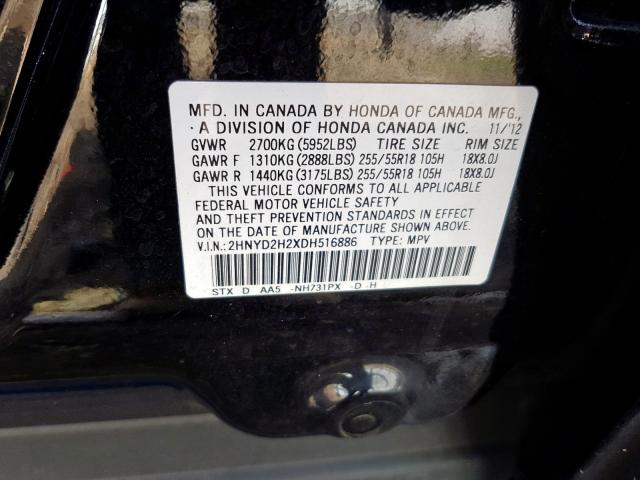 MFD. IN CANADA BY HONDA OF CANADA MFG.,
· A DIVISION OF HONDA CANADA INC. 11/'12
GVWR 2700KG (5952LBS) TIRE SIZE RIM SIZE
GAWR F 1310KG (2888LBS) 255/55R18 105H 18X8.0J
GAWR R 1440KG (3175LBS) 255/55R18 105H 18X8.0J
THIS VEHICLE CONFORMS TO ALL APPLICABLE
FEDERAL MOTOR VEHICLE SAFETY
AND THEFT PREVENTION STANDARDS IN EFFECT
ON THE DATE OF MANUFACTURE SHOWN ABOVE.
V.I.N.: 2HNYD2H2XDH516886 TYPE: MPV
STX D AA5 -NH731PX -D -H